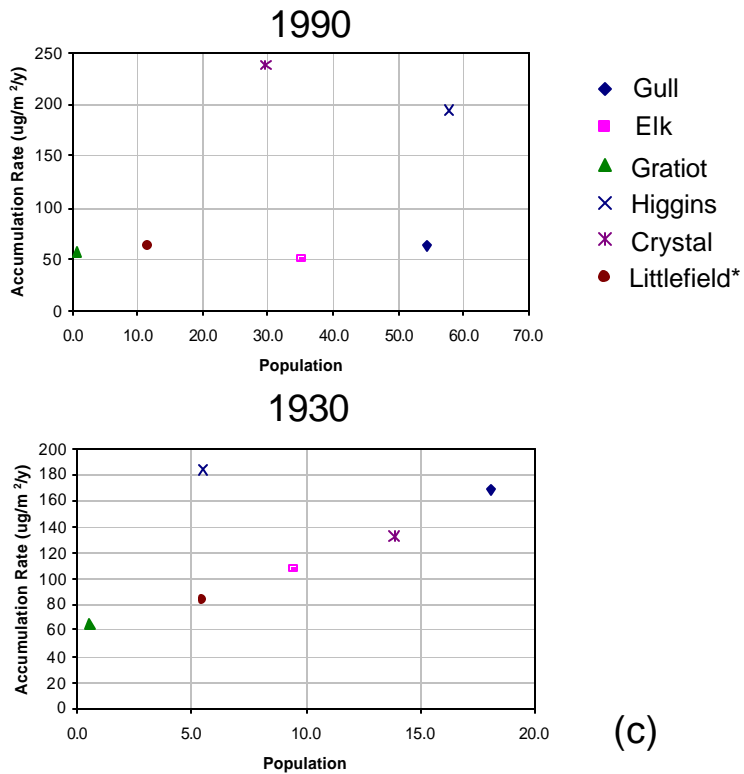 1990
Accumulation Rate (ug/m ²/y)
250
200
150
100
50
0
0.0 10.0 20.0 30.0 40.0 50.0 60.0 70.0
Population
Gull
Elk
Gratiot
Higgins
Crystal
Littlefield*
1930
Accumulation Rate (ug/m ²/y)
200
180
160
140
120
100
80
60
40
20
0
0.0 5.0 10.0 15.0 20.0
Population
(c)